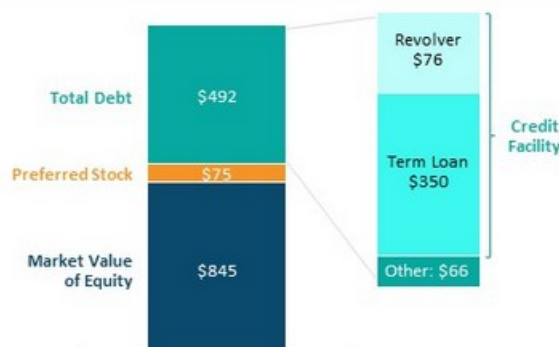 Total Debt
$492
Preferred Stock
$75
Market Value
of Equity
$845
Revolver
$76
Term Loan
$350
Other: $66
Credit
Facility